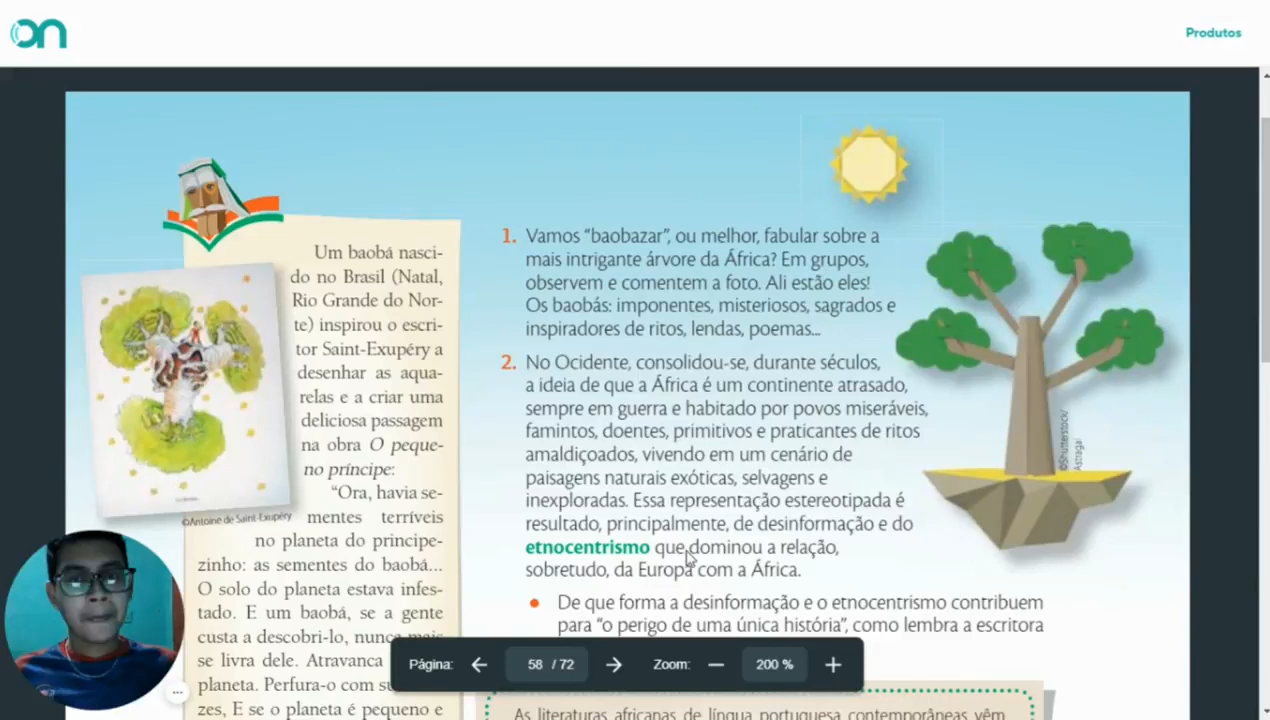 on
Produtos
Um baobá nasci-
do no Brasil (Natal,
Rio Grande do Nor-
te) inspirou o escri-
tor Saint-Exupéry a
desenhar as aqua-
relas e a criar uma
deliciosa passagem
na obra O peque-
no príncipe:
"Ora, havia se-
mentes terríveis
no planeta do principe-
zinho: as sementes do baobá...
O solo do planeta estava infes-
tado. E um baobá, se a gente
custa a descobri-lo, nunca mais
se livra dele. Atravanca
planeta. Perfura-o com su
zes, E se o planeta é pequeno e
©Antoine de Saint-Exupéry
1. Vamos "baobazar", ou melhor, fabular sobre a
mais intrigante árvore da África? Em grupos,
observem e comentem a foto. Ali estão eles!
Os baobás: imponentes, misteriosos, sagrados e
inspiradores de ritos, lendas, poemas...
2. No Ocidente, consolidou-se, durante séculos,
a ideia de que a África é um continente atrasado,
sempre em guerra e habitado por povos miseráveis,
famintos, doentes, primitivos e praticantes de ritos
amaldiçoados, vivendo em um cenário de
paisagens naturais exóticas, selvagens e
inexploradas. Essa representação estereotipada é
resultado, principalmente, de desinformação e do
etnocentrismo que dominou a relação,
sobretudo, da Europa com a África.
• De que forma a desinformação e o etnocentrismo contribuem
para "o perigo de uma única história", como lembra a escritora
©Shutterstock/
Astragal
Página: 58 / 72 Zoom: 200 %
As literaturas africanas de língua portuguesa contemporâneas vêm